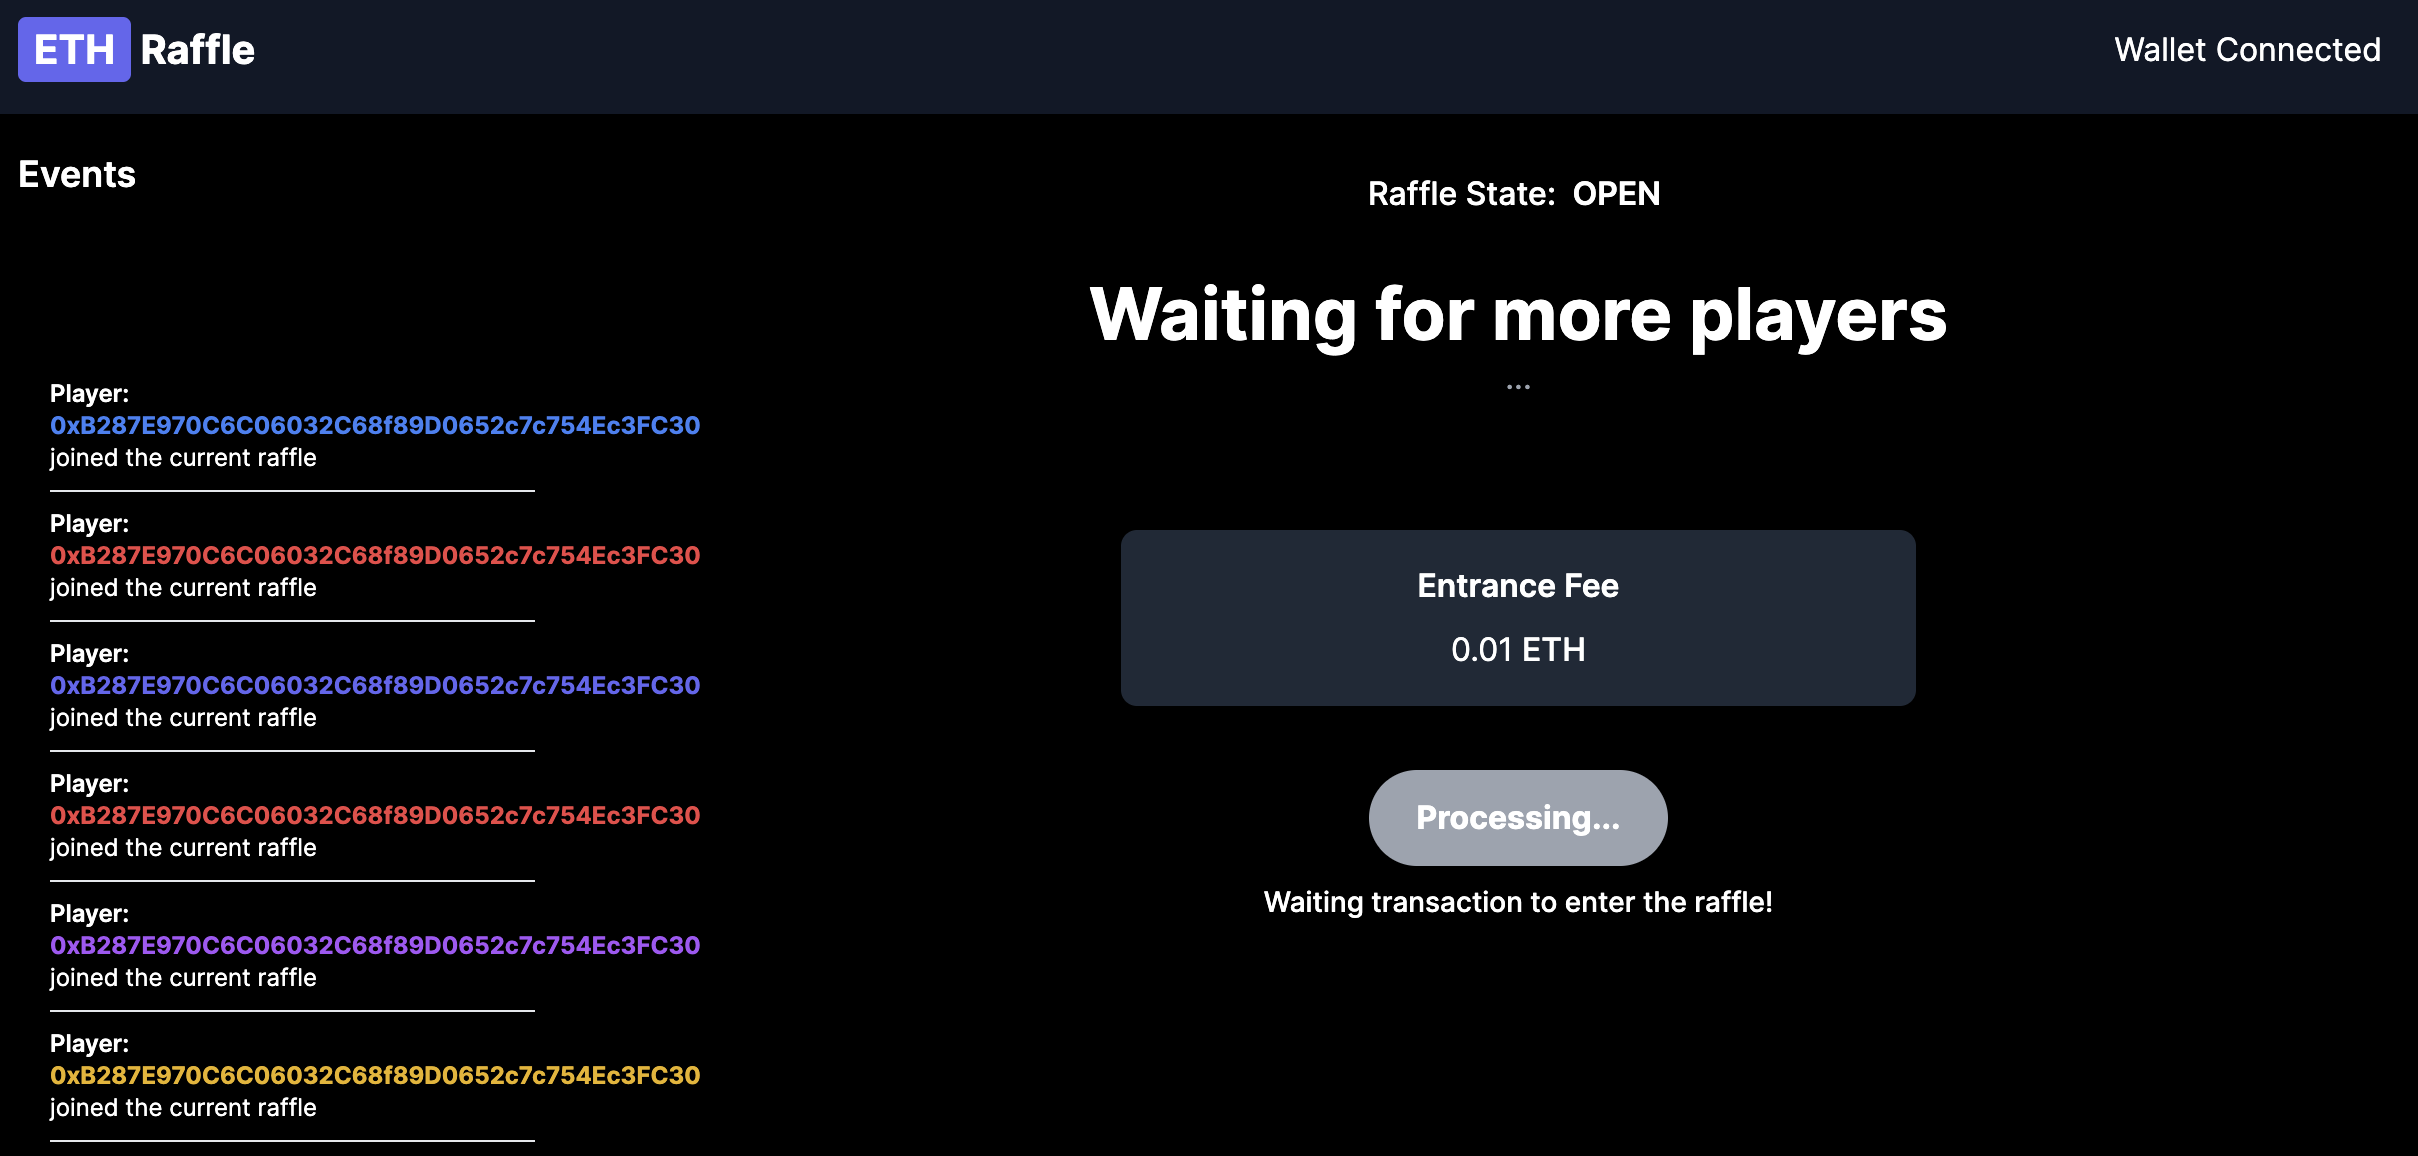 ETH Raffle
Wallet Connected
Events
Player:
0xB287E970C6C06032C68f89D0652c7c754Ec3FC30
joined the current raffle
Player:
0xB287E970C6C06032C68f89D0652c7c754Ec3FC30
joined the current raffle
Player:
0xB287E970C6C06032C68f89D0652c7c754Ec3FC30
joined the current raffle
Player:
0xB287E970C6C06032C68f89D0652c7c754Ec3FC30
joined the current raffle
Player:
0xB287E970C6C06032C68f89D0652c7c754Ec3FC30
joined the current raffle
Player:
0xB287E970C6C06032C68f89D0652c7c754Ec3FC30
joined the current raffle
Raffle State: OPEN
Waiting for more players
...
Entrance Fee
0.01 ETH
Processing...
Waiting transaction to enter the raffle!